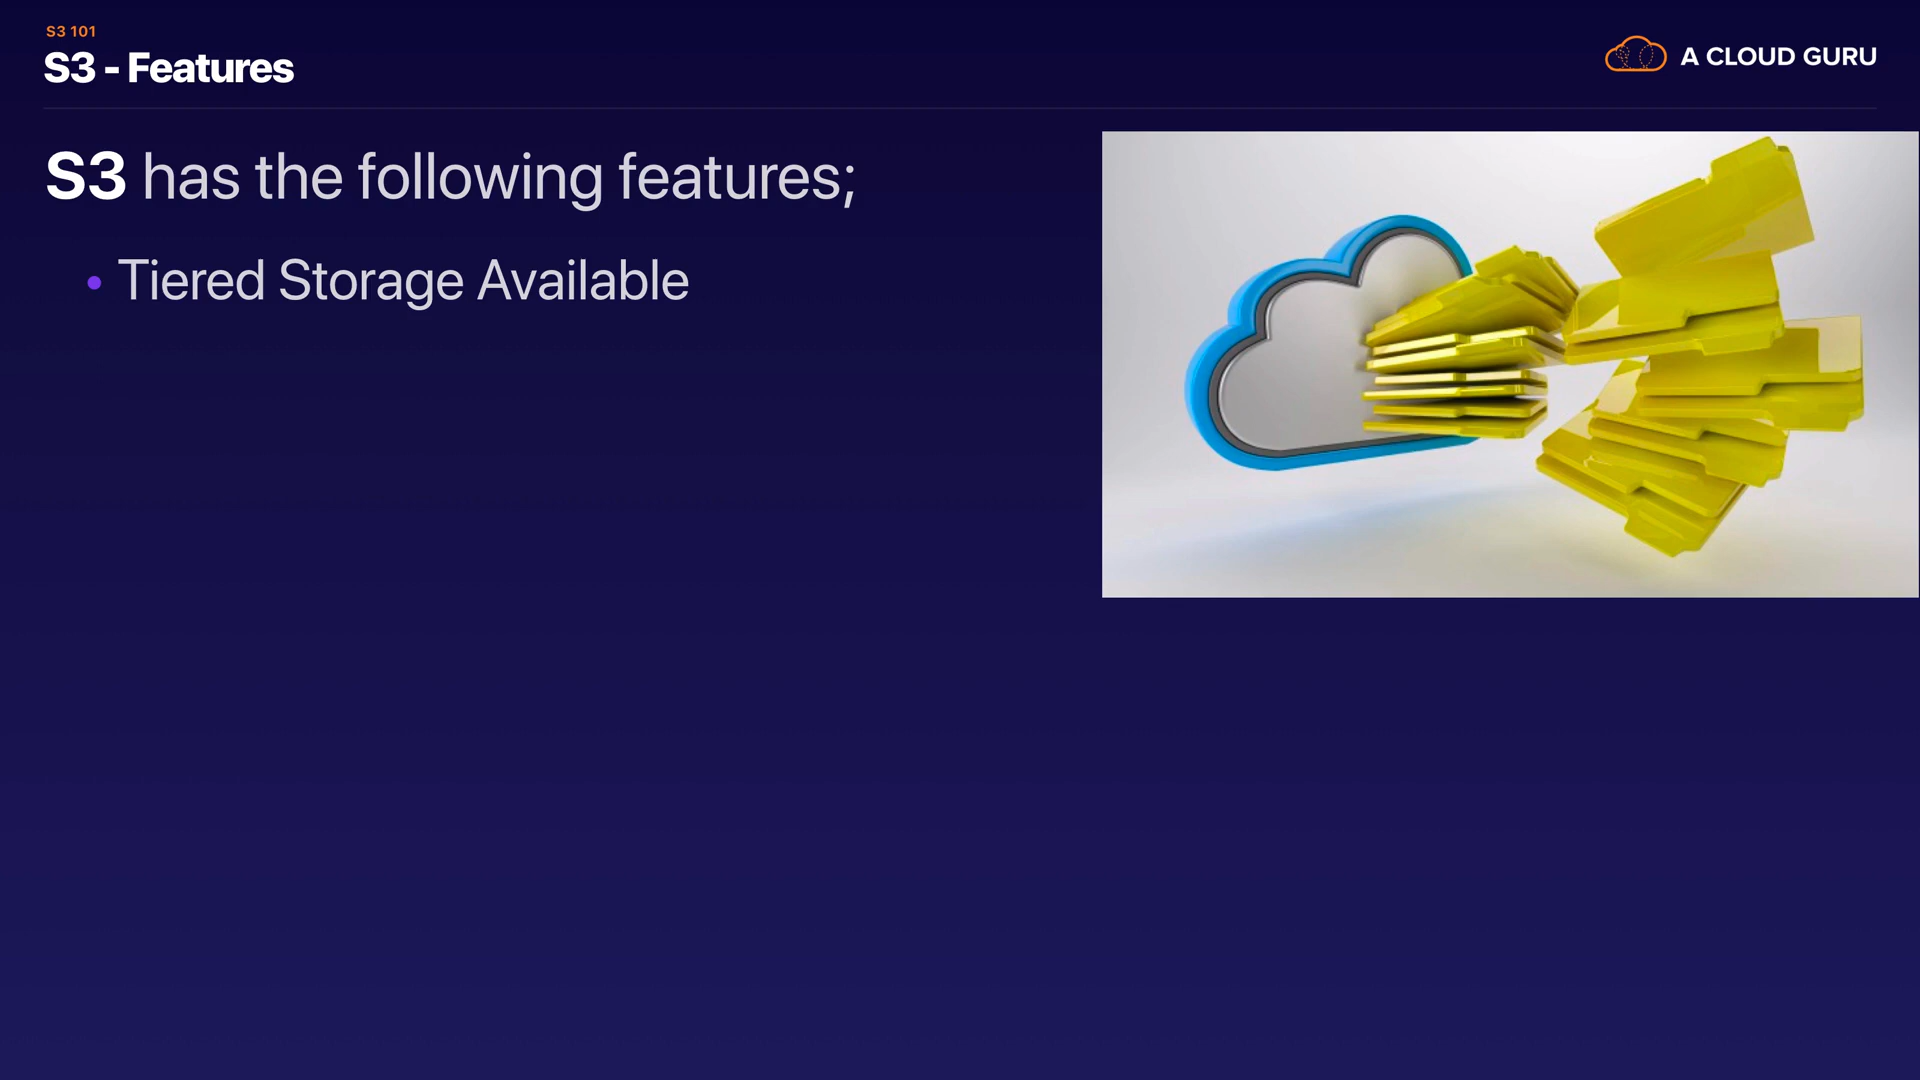 S3 101
S3 - Features
A CLOUD GURU
S3 has the following features;
• Tiered Storage Available